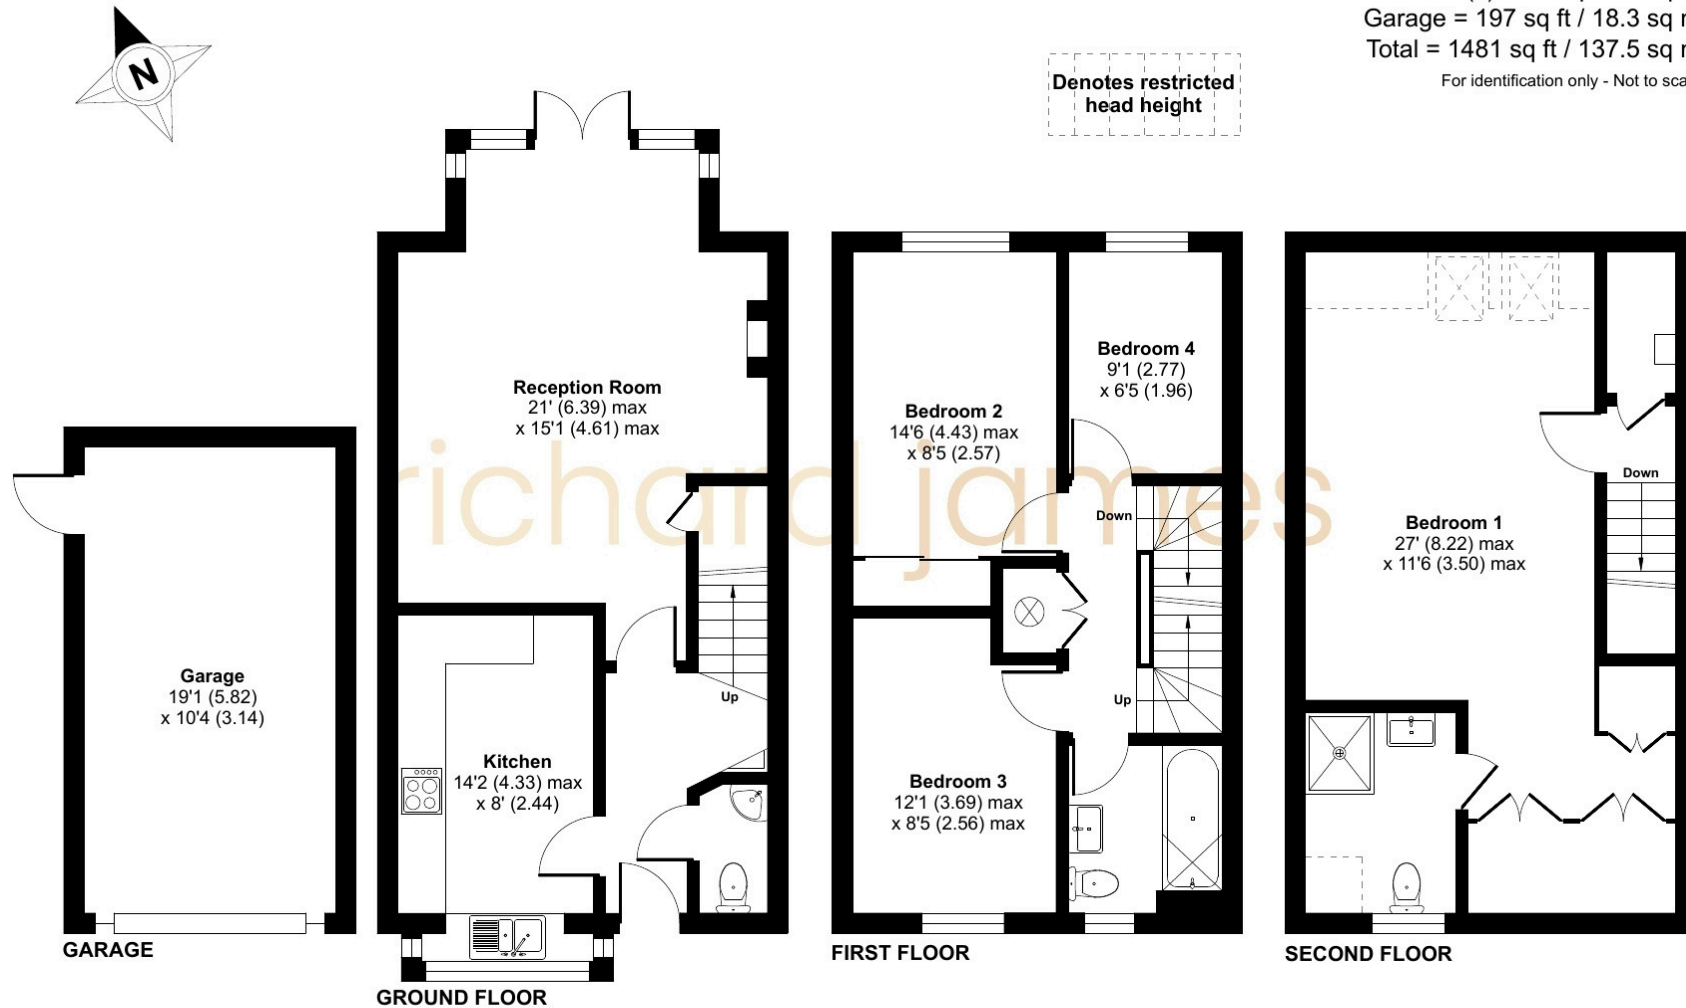 Garage = 197 sq ft / 18.3 sq
Total = 1481 sq ft / 137.5 sq
For identification only - Not to
N
Denotes restricted
head height
Reception Room
21' (6.39) max
x 15'1 (4.61) max
Bedroom 2
14'6 (4.43) max
x 8'5 (2.57)
Bedroom 4
9'1 (2.77)
x 6'5 (1.96)
richard james
Down
Down
Bedroom 1
27' (8.22) max
x 11'6 (3.50) max
Garage
19'1 (5.82)
x 10'4 (3.14)
Up
Up
Kitchen
14'2 (4.33) max
x 8' (2.44)
Bedroom 3
12'1 (3.69) max
x 8'5 (2.56) max
GARAGE
GROUND FLOOR
FIRST FLOOR
SECOND FLOOR